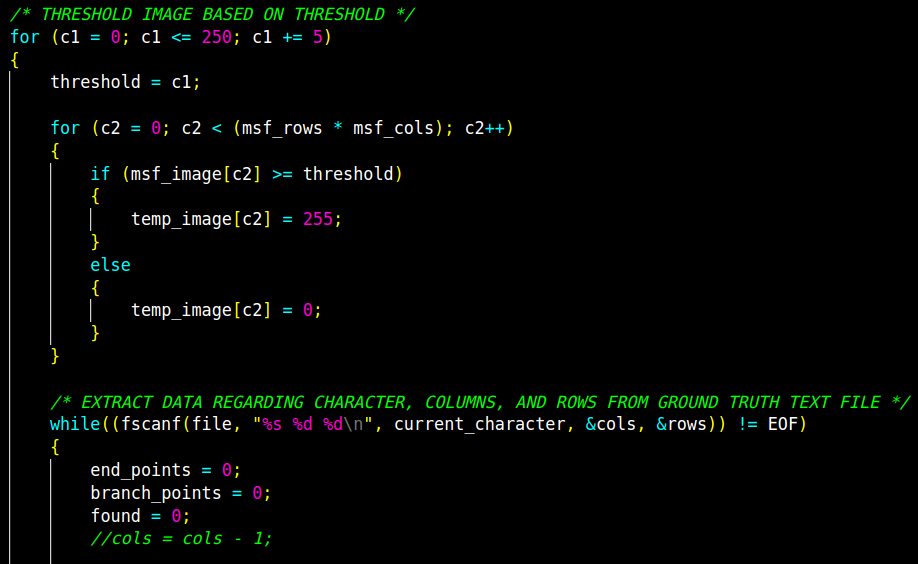 /* THRESHOLD IMAGE BASED ON THRESHOLD */
for (c1 = 0; c1 <= 250; c1 += 5)
{
    threshold = c1;

    for (c2 = 0; c2 < (msf_rows * msf_cols); c2++)
    {
        if (msf_image[c2] >= threshold)
        {
            temp_image[c2] = 255;
        }
        else
        {
            temp_image[c2] = 0;
        }
    }

    /* EXTRACT DATA REGARDING CHARACTER, COLUMNS, AND ROWS FROM GROUND TRUTH TEXT FILE */
    while((fscanf(file, "%s %d %d\n", current_character, &cols, &rows)) != EOF)
    {
        end_points = 0;
        branch_points = 0;
        found = 0;
        //cols = cols - 1;